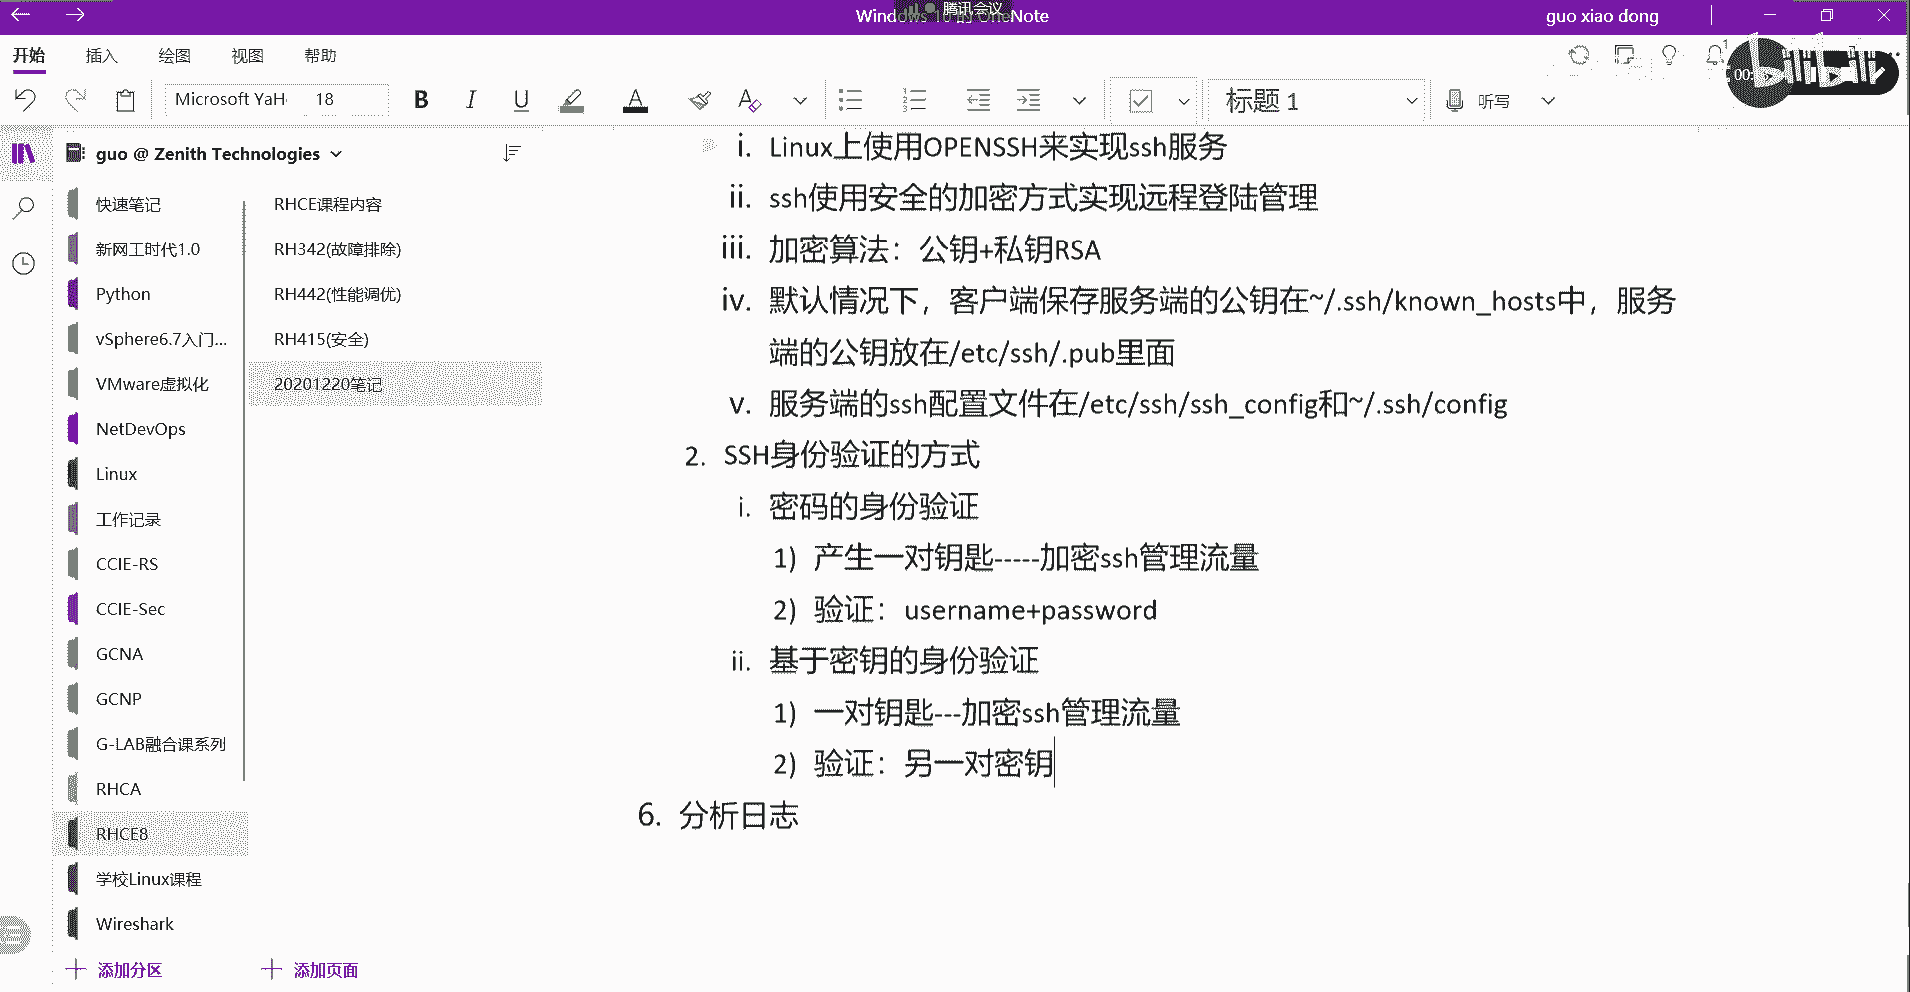 Windows 10 的 OneNote
腾讯会议
guo xiao dong
开始 插入 绘图 视图 帮助
Microsoft YaH 18 B I U A 标题 1 听写
00:
bilibili
guo @ Zenith Technologies
快速笔记
新网工时代1.0
Python
vSphere6.7入门...
VMware虚拟化
NetDevOps
Linux
工作记录
CCIE-RS
CCIE-Sec
GCNA
GCNP
G-LAB融合课系列
RHCA
RHCE8
学校Linux课程
Wireshark
添加分区
RHCE课程内容
RH342(故障排除)
RH442(性能调优)
RH415(安全)
20201220笔记
添加页面
i. Linux上使用OPENSSH来实现ssh服务
ii. ssh使用安全的加密方式实现远程登陆管理
iii. 加密算法：公钥+私钥RSA
iv. 默认情况下，客户端保存服务端的公钥在~/.ssh/known_hosts中，服务
端的公钥放在/etc/ssh/.pub里面
v. 服务端的ssh配置文件在/etc/ssh/ssh_config和~/.ssh/config
2. SSH身份验证的方式
i. 密码的身份验证
1) 产生一对钥匙-----加密ssh管理流量
2) 验证：username+password
ii. 基于密钥的身份验证
1) 一对钥匙---加密ssh管理流量
2) 验证：另一对密钥
6. 分析日志